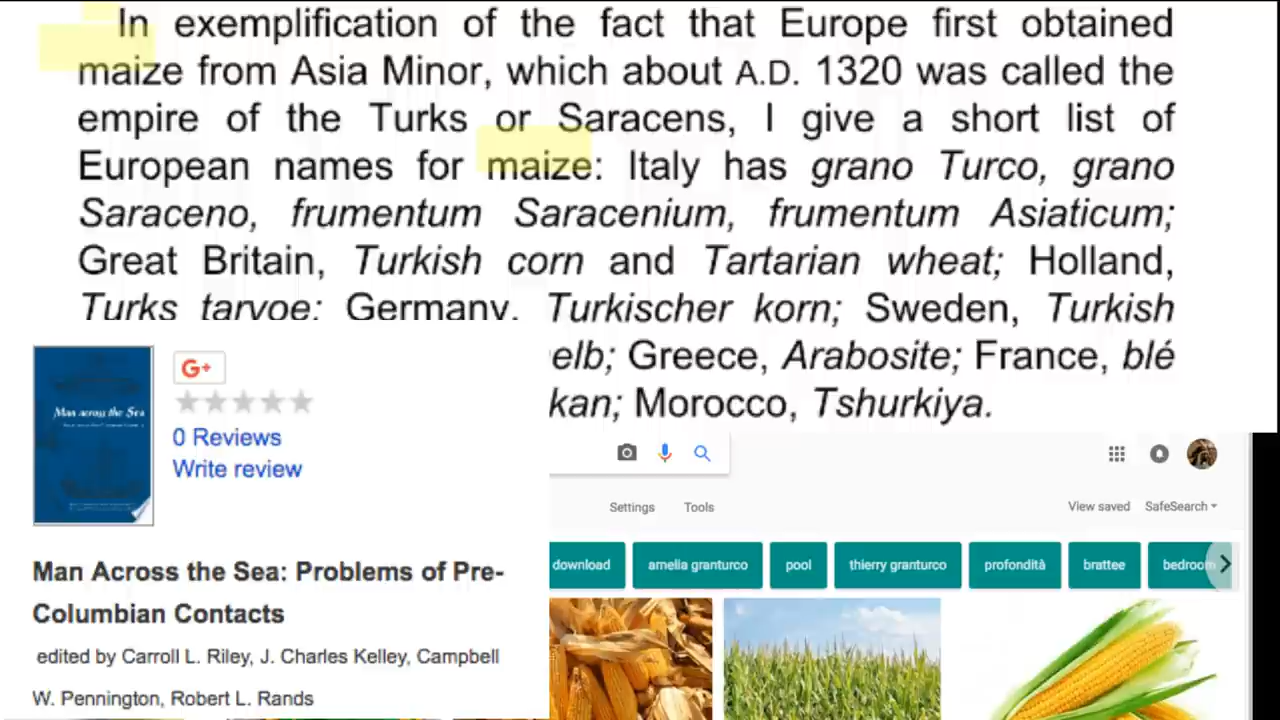 In exemplification of the fact that Europe first obtained
maize from Asia Minor, which about A.D. 1320 was called the
empire of the Turks or Saracens, I give a short list of
European names for maize: Italy has grano Turco, grano
Saraceno, frumentum Saracenium, frumentum Asiaticum;
Great Britain, Turkish corn and Tartarian wheat; Holland,
Turks tarvoe; Germany, Turkischer korn; Sweden, Turkish
elb; Greece, Arabosite; France, blé
kan; Morocco, Tshurkiya.
Man across the Sea
G+
0 Reviews
Write review
Man Across the Sea: Problems of Pre-
Columbian Contacts
edited by Carroll L. Riley, J. Charles Kelley, Campbell
W. Pennington, Robert L. Rands
Settings Tools View saved SafeSearch
download amelia granturco pool thierry granturco profondità brattee bedroom